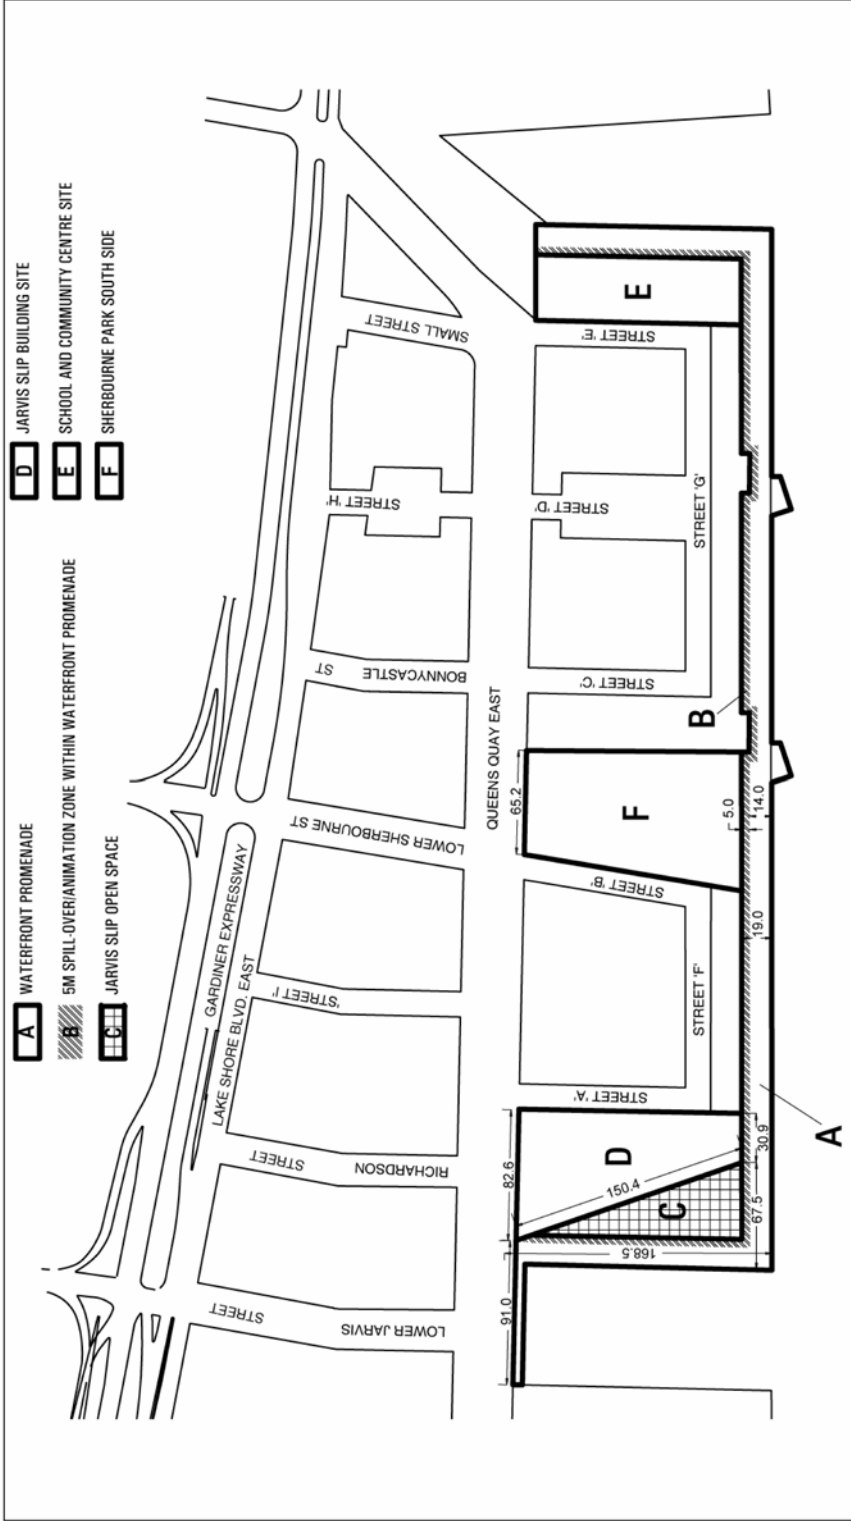 A WATERFRONT PROMENADE
B 5M SPILL-OVER/ANIMATION ZONE WITHIN WATERFRONT PROMENADE
C JARVIS SLIP OPEN SPACE
D JARVIS SLIP BUILDING SITE
E SCHOOL AND COMMUNITY CENTRE SITE
F SHERBOURNE PARK SOUTH SIDE
GARDINER EXPRESSWAY
LAKE SHORE BLVD. EAST
LOWER JARVIS
STREET
RICHARDSON
STREET
'STREET I'
LOWER SHERBOURNE ST
BONNYCASTLE
ST
STREET 'H'
SMALL STREET
QUEENS QUAY EAST
91.0
82.6
65.2
168.5
150.4
C
D
STREET 'A'
STREET 'B'
F
STREET 'C'
STREET 'D'
STREET 'E'
E
STREET 'F'
STREET 'G'
B
67.5
30.9
19.0
5.0
14.0
A